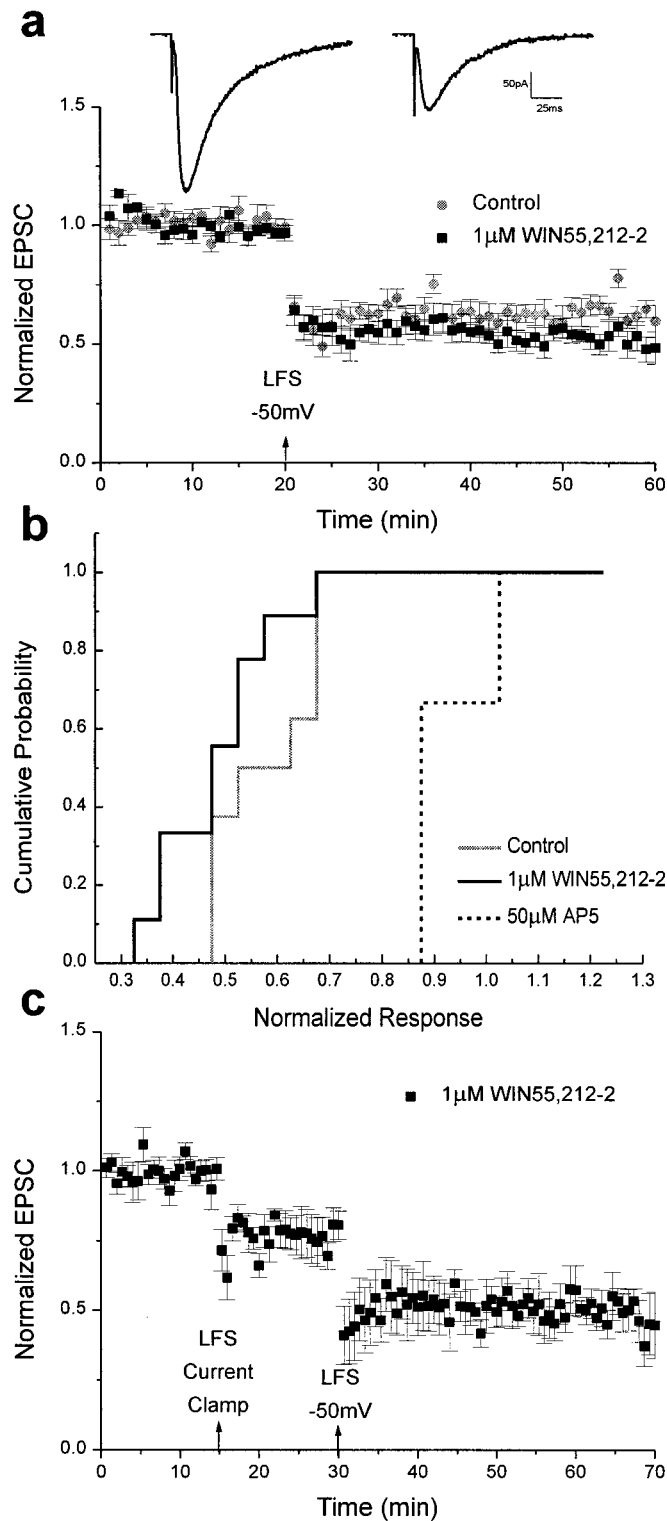 a
50pA
25ms
1.5
1.0
0.5
0.0
Normalized EPSC
Control
1μM WIN55,212-2
LFS
-50mV
0 10 20 30 40 50 60
Time (min)
b
1.0
0.8
0.6
0.4
0.2
0.0
Cumulative Probability
Control
1μM WIN55,212-2
50μM AP5
0.3 0.4 0.5 0.6 0.7 0.8 0.9 1.0 1.1 1.2 1.3
Normalized Response
c
1.5
1.0
0.5
0.0
Normalized EPSC
1μM WIN55,212-2
LFS
Current
Clamp
LFS
-50mV
0 10 20 30 40 50 60 70
Time (min)